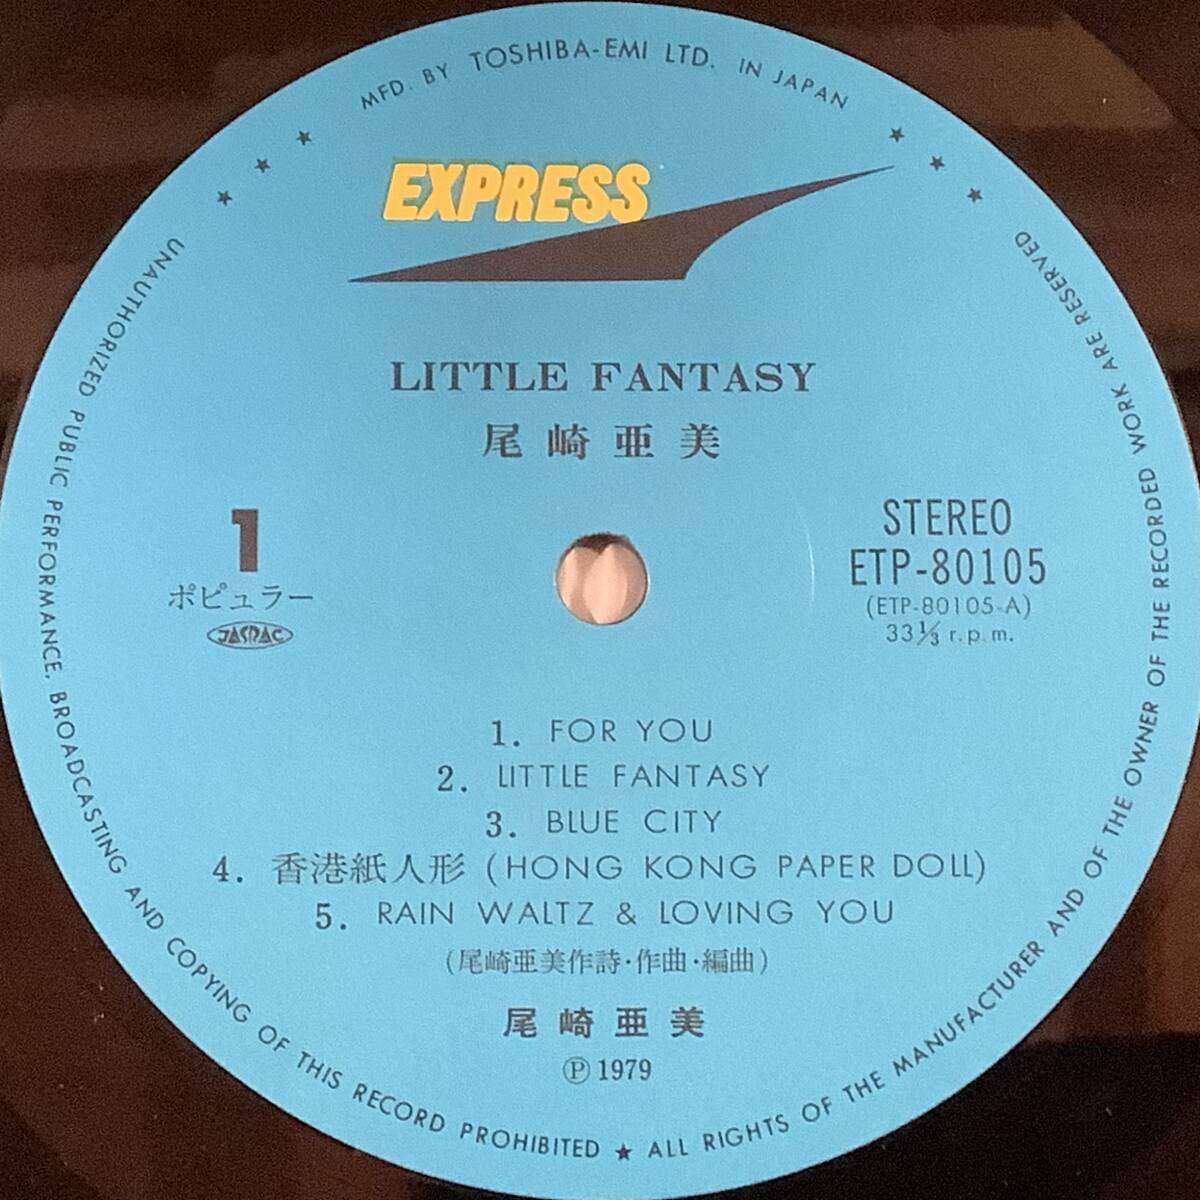 MFD. BY TOSHIBA-EMI LTD. IN JAPAN
EXPRESS
LITTLE FANTASY
尾崎亜美
1
ポピュラー
JASRAC
STEREO
ETP-80105
(ETP-80105-A)
33⅓ r.p.m.
1. FOR YOU
2. LITTLE FANTASY
3. BLUE CITY
4. 香港紙人形 (HONG KONG PAPER DOLL)
5. RAIN WALTZ & LOVING YOU
(尾崎亜美作詩・作曲・編曲)
尾崎亜美
Ⓟ 1979
UNAUTHORIZED PUBLIC PERFORMANCE, BROADCASTING AND COPYING OF THIS RECORD PROHIBITED ★ ALL RIGHTS OF THE MANUFACTURER AND OF THE OWNER OF THE RECORDED WORK ARE RESERVED